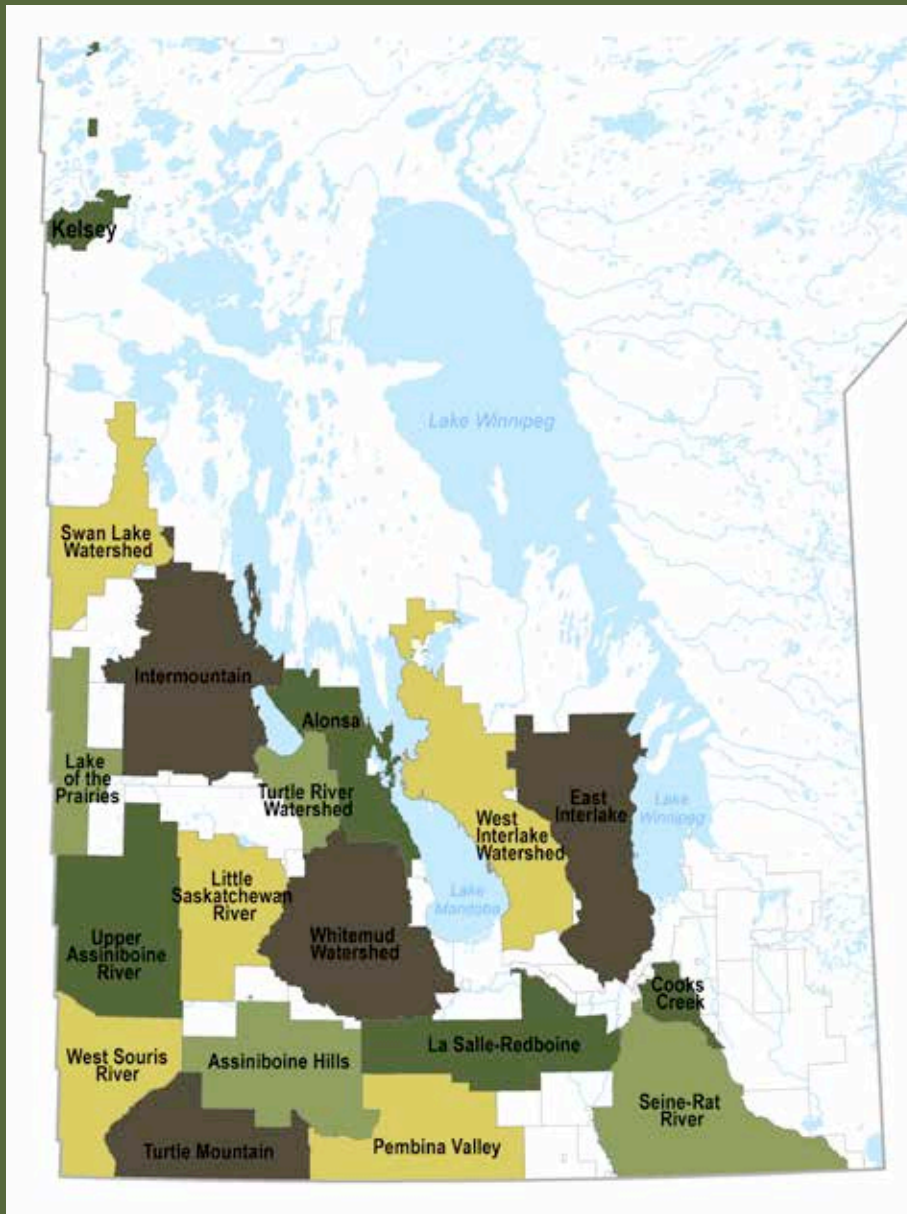 Kelsey
Lake Winnipeg
Swan Lake
Watershed
Intermountain
Alonsa
Lake
of the
Prairies
Turtle River
Watershed
West
Interlake
Watershed
East
Interlake
Lake
Winnipeg
Little
Saskatchewan
River
Lake
Manitoba
Upper
Assiniboine
River
Whitemud
Watershed
Cooks
Creek
La Salle-Redboine
West Souris
River
Assiniboine Hills
Seine-Rat
River
Turtle Mountain
Pembina Valley